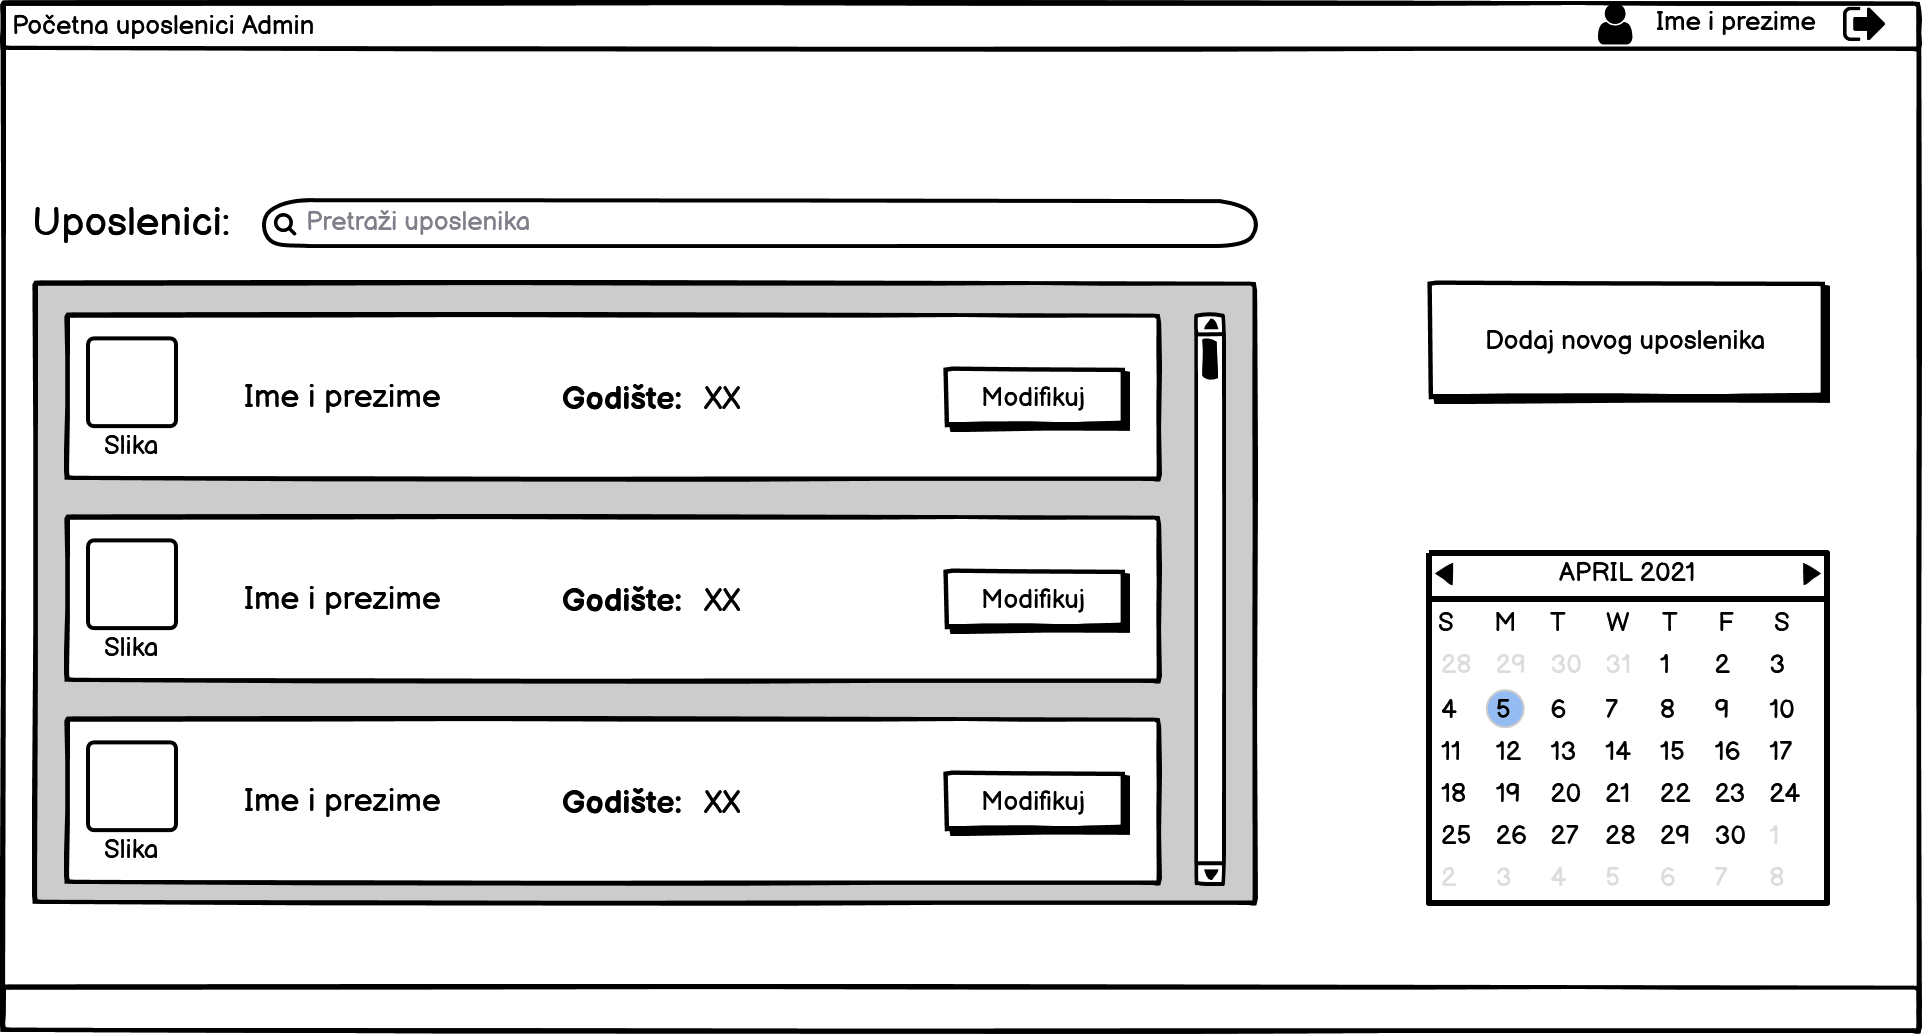 Početna uposlenici Admin
Ime i prezime
Uposlenici:
Pretraži uposlenika
Ime i prezime Godište: XX Modifikuj
Slika
Ime i prezime Godište: XX Modifikuj
Slika
Ime i prezime Godište: XX Modifikuj
Slika
Dodaj novog uposlenika
APRIL 2021
S M T W T F S
28 29 30 31 1 2 3
4 5 6 7 8 9 10
11 12 13 14 15 16 17
18 19 20 21 22 23 24
25 26 27 28 29 30 1
2 3 4 5 6 7 8